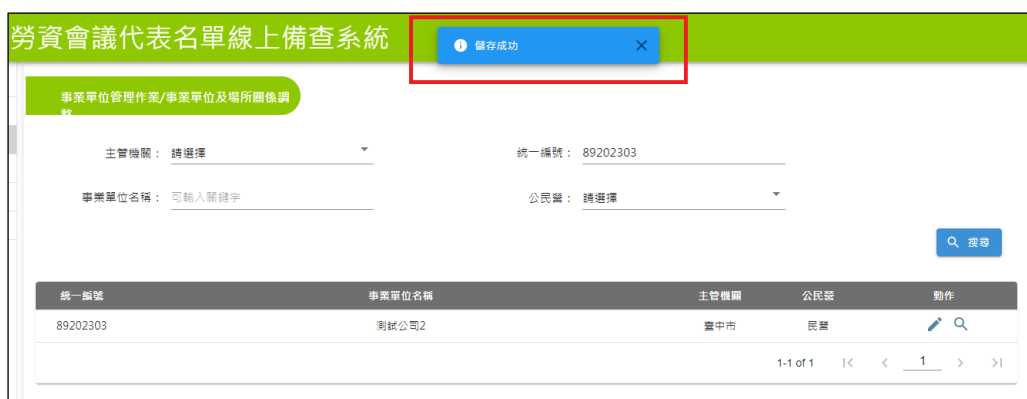 勞資會議代表名單線上備查系統
儲存成功
事業單位管理作業/事業單位及場所關係調
整
主管機關： 請選擇
統一編號： 89202303
事業單位名稱： 可輸入關鍵字
公民營： 請選擇
搜尋
統一編號 事業單位名稱 主管機關 公民營 動作
89202303 測試公司2 臺中市 民營
1-1 of 1 |< < 1 > >|